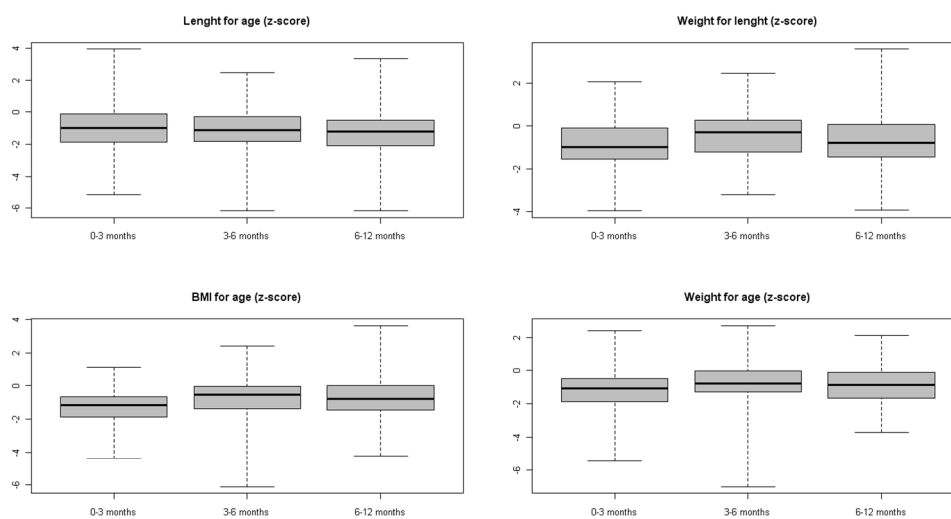 Lenght for age (z-score)
4
2
0
-2
-4
-6
0-3 months 3-6 months 6-12 months
Weight for lenght (z-score)
2
0
-2
-4
0-3 months 3-6 months 6-12 months
BMI for age (z-score)
4
2
0
-2
-4
-6
0-3 months 3-6 months 6-12 months
Weight for age (z-score)
2
0
-2
-4
-6
0-3 months 3-6 months 6-12 months